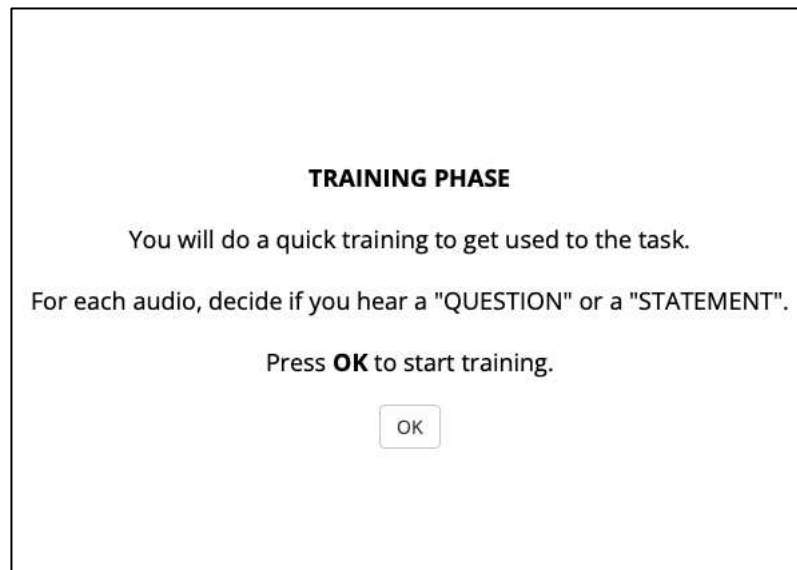 TRAINING PHASE
You will do a quick training to get used to the task.
For each audio, decide if you hear a "QUESTION" or a "STATEMENT".
Press OK to start training.
OK